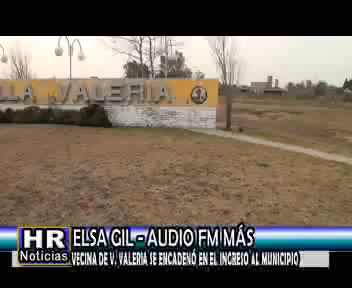 LLA VALERIA
HR
Noticias
ELSA GIL - AUDIO FM MÁS
VECINA DE V. VALERIA SE ENCADENÓ EN EL INGRESO AL MUNICIPIO